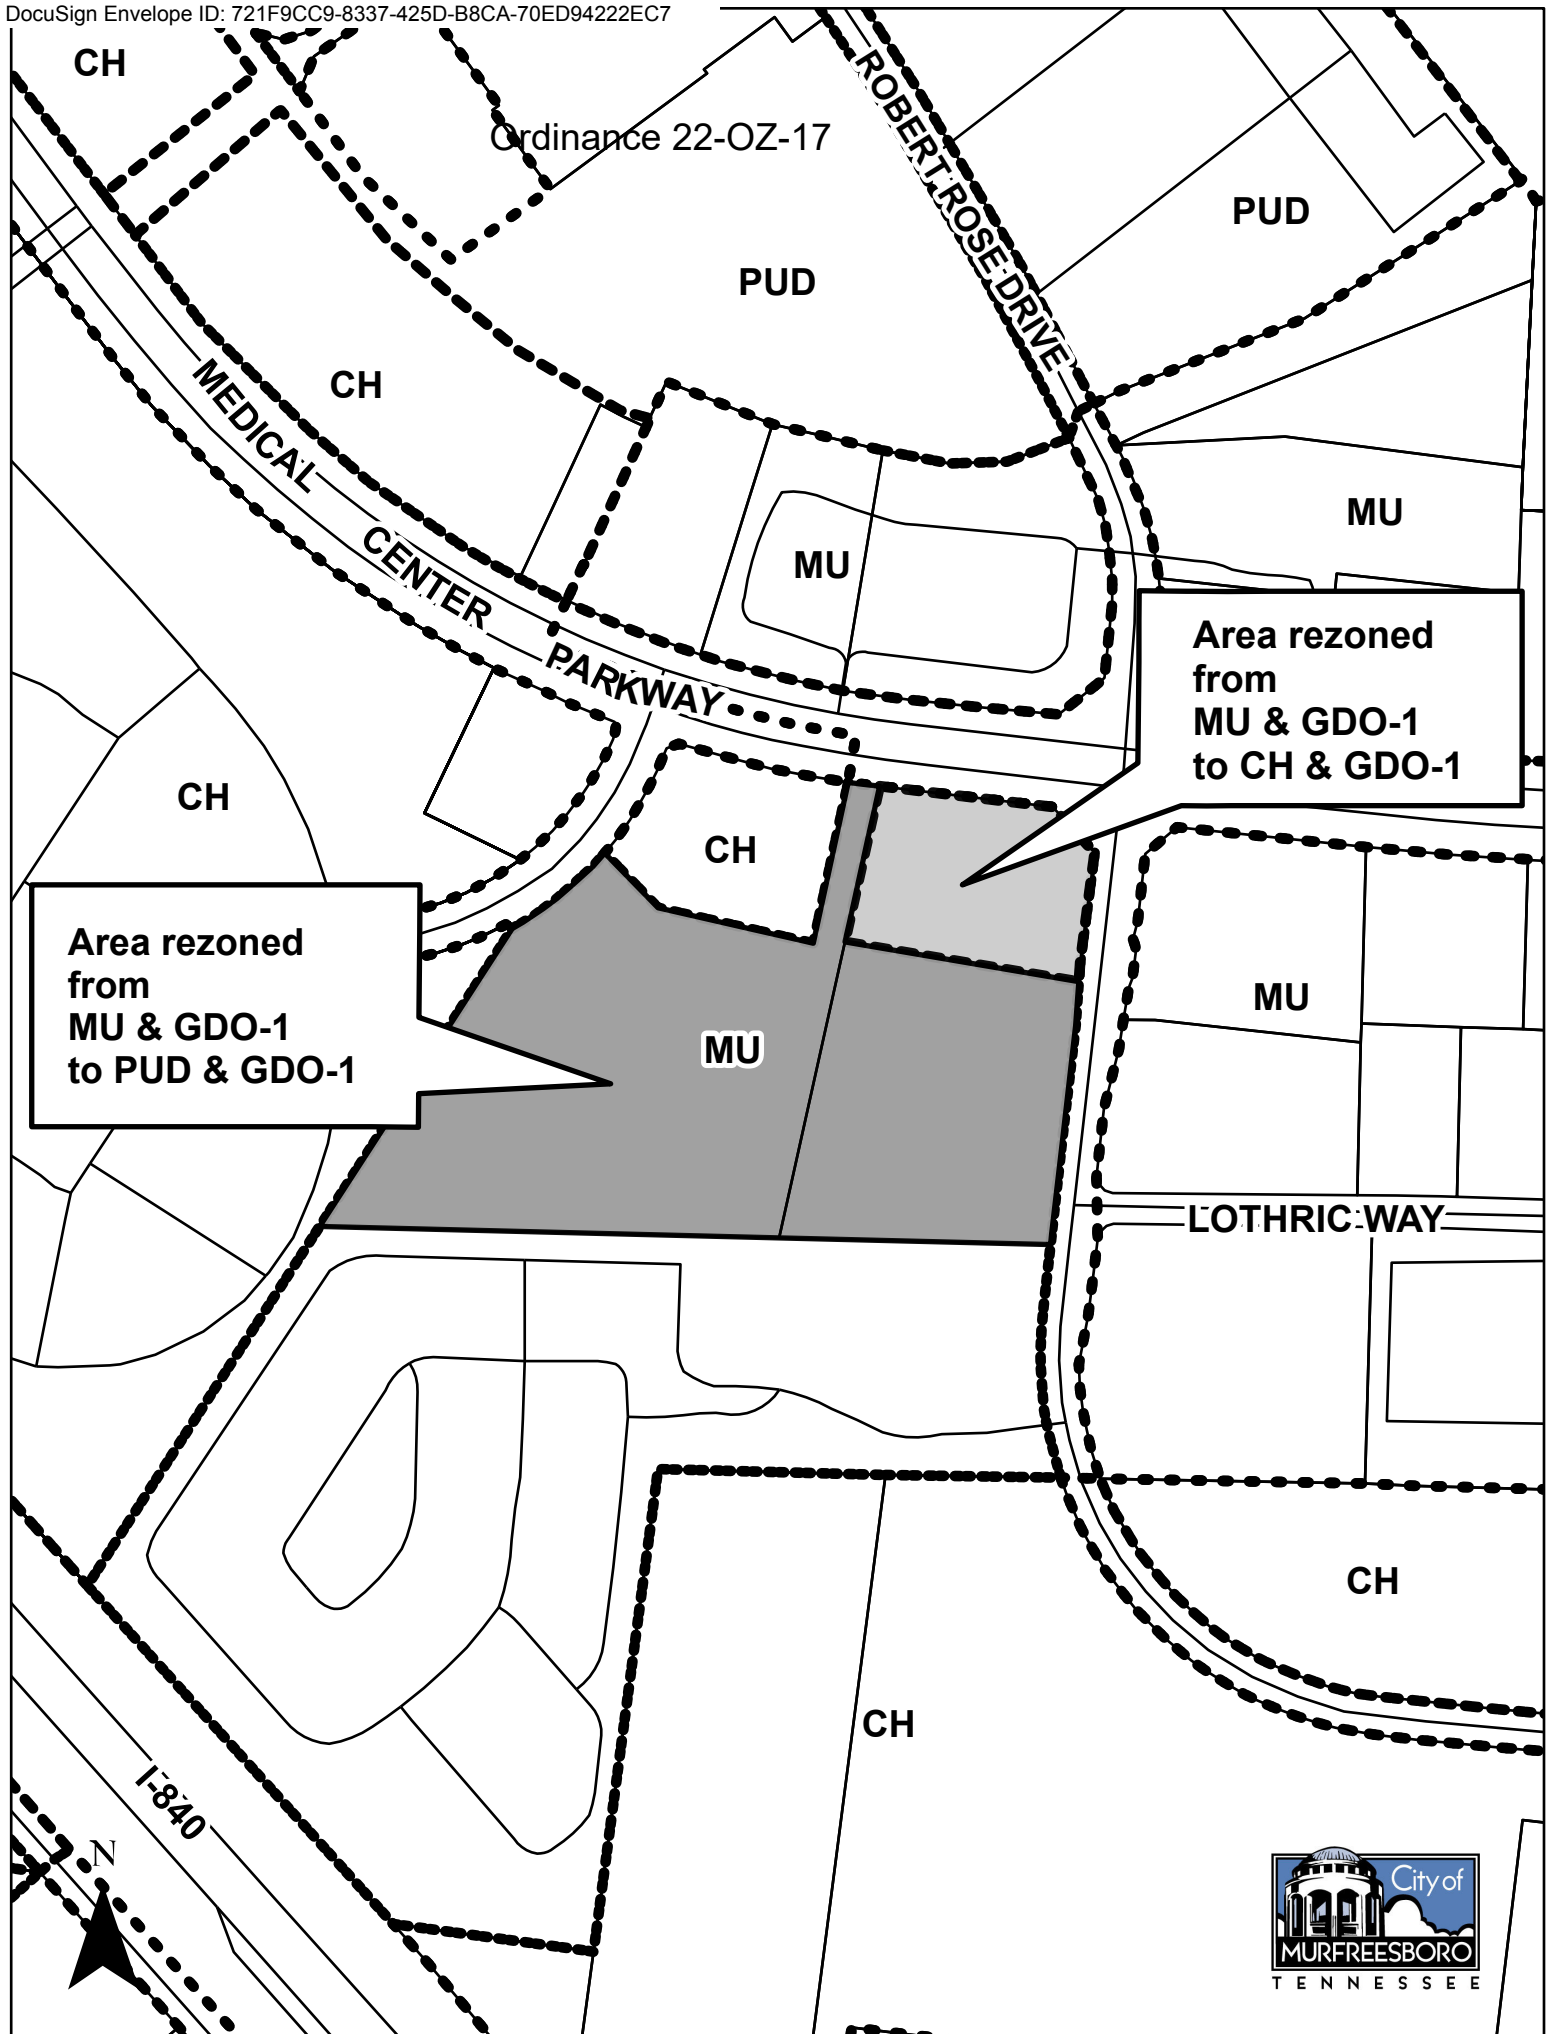 DocuSign Envelope ID: 721F9CC9-8337-425D-B8CA-70ED94222EC7
CH
Ordinance 22-OZ-17
ROBERT ROSE DRIVE
PUD
PUD
CH
MEDICAL
CENTER
PARKWAY
MU
MU
Area rezoned
from
MU & GDO-1
to CH & GDO-1
CH
CH
Area rezoned
from
MU & GDO-1
to PUD & GDO-1
MU
MU
LOTHRIC WAY
CH
CH
I-840
N
City of
MURFREESBORO
TENNESSEE